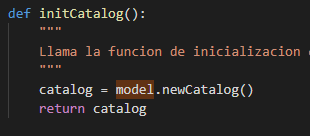 def initCatalog():
"""
Llama la funcion de inicializacion
"""
catalog = model.newCatalog()
return catalog